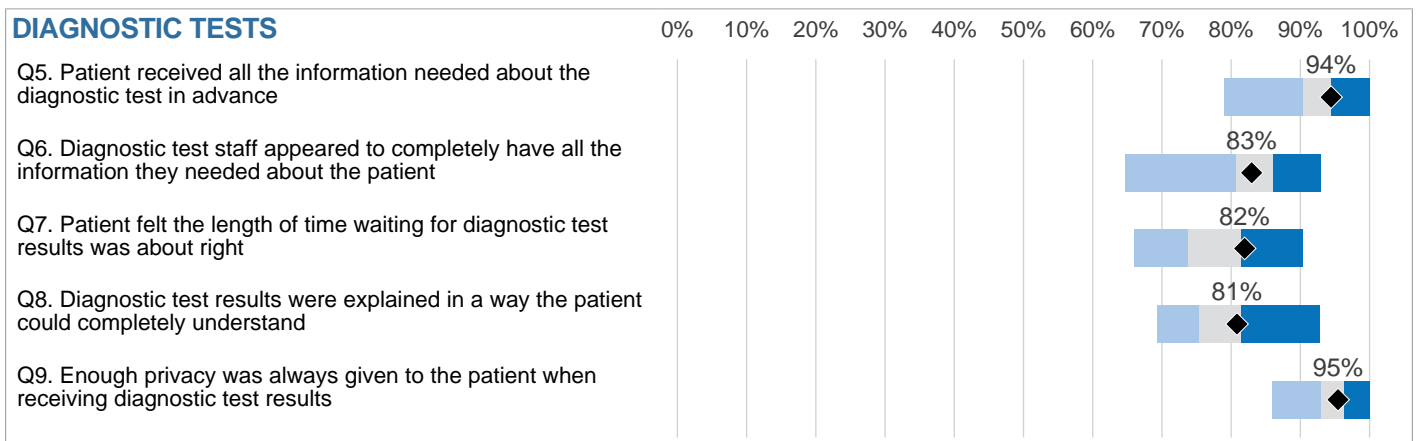 DIAGNOSTIC TESTS
0% 10% 20% 30% 40% 50% 60% 70% 80% 90% 100%
Q5. Patient received all the information needed about the
diagnostic test in advance
94%
Q6. Diagnostic test staff appeared to completely have all the
information they needed about the patient
83%
Q7. Patient felt the length of time waiting for diagnostic test
results was about right
82%
Q8. Diagnostic test results were explained in a way the patient
could completely understand
81%
Q9. Enough privacy was always given to the patient when
receiving diagnostic test results
95%